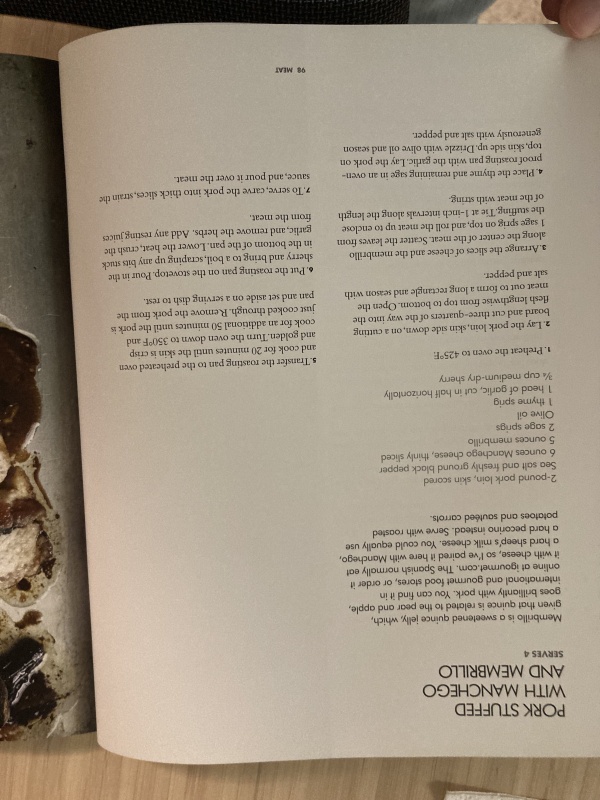 PORK STUFFED
WITH MANCHEGO
AND MEMBRILLO
SERVES 4
Membrillo is a sweetened quince jelly, which,
given that quince is related to the pear and apple,
goes brilliantly with pork. You can find it in
international and gourmet food stores, or order it
online at igourmet.com. The Spanish normally eat
it with cheese, so I've paired it here with Manchego,
a hard sheep's milk cheese. You could equally use
a hard pecorino instead. Serve with roasted
potatoes and sautéed carrots.
2-pound pork loin, skin scored
Sea salt and freshly ground black pepper
6 ounces Manchego cheese, thinly sliced
5 ounces membrillo
2 sage sprigs
Olive oil
1 thyme sprig
1 head of garlic, cut in half horizontally
¾ cup medium-dry sherry
1. Preheat the oven to 425°F.
2. Lay the pork loin, skin side down, on a cutting
board and cut three-quarters of the way into the
flesh lengthwise from top to bottom. Open the
meat out to form a long rectangle and season with
salt and pepper.
3. Arrange the slices of cheese and the membrillo
along the center of the meat. Scatter the leaves from
1 sage sprig on top, and roll the meat up to enclose
the stuffing. Tie at 1-inch intervals along the length
of the meat with string.
4. Place the thyme and remaining sage in an oven-
proof roasting pan with the garlic. Lay the pork on
top, skin side up. Drizzle with olive oil and season
generously with salt and pepper.
5. Transfer the roasting pan to the preheated oven
and cook for 20 minutes until the skin is crisp
and golden. Turn the oven down to 350°F and
cook for an additional 50 minutes until the pork is
just cooked through. Remove the pork from the
pan and set aside on a serving dish to rest.
6. Put the roasting pan on the stovetop. Pour in the
sherry and bring to a boil, scraping up any bits stuck
in the bottom of the pan. Lower the heat, crush the
garlic, and remove the herbs. Add any resting juices
from the meat.
7. To serve, carve the pork into thick slices, strain the
sauce, and pour it over the meat.
98 MEAT